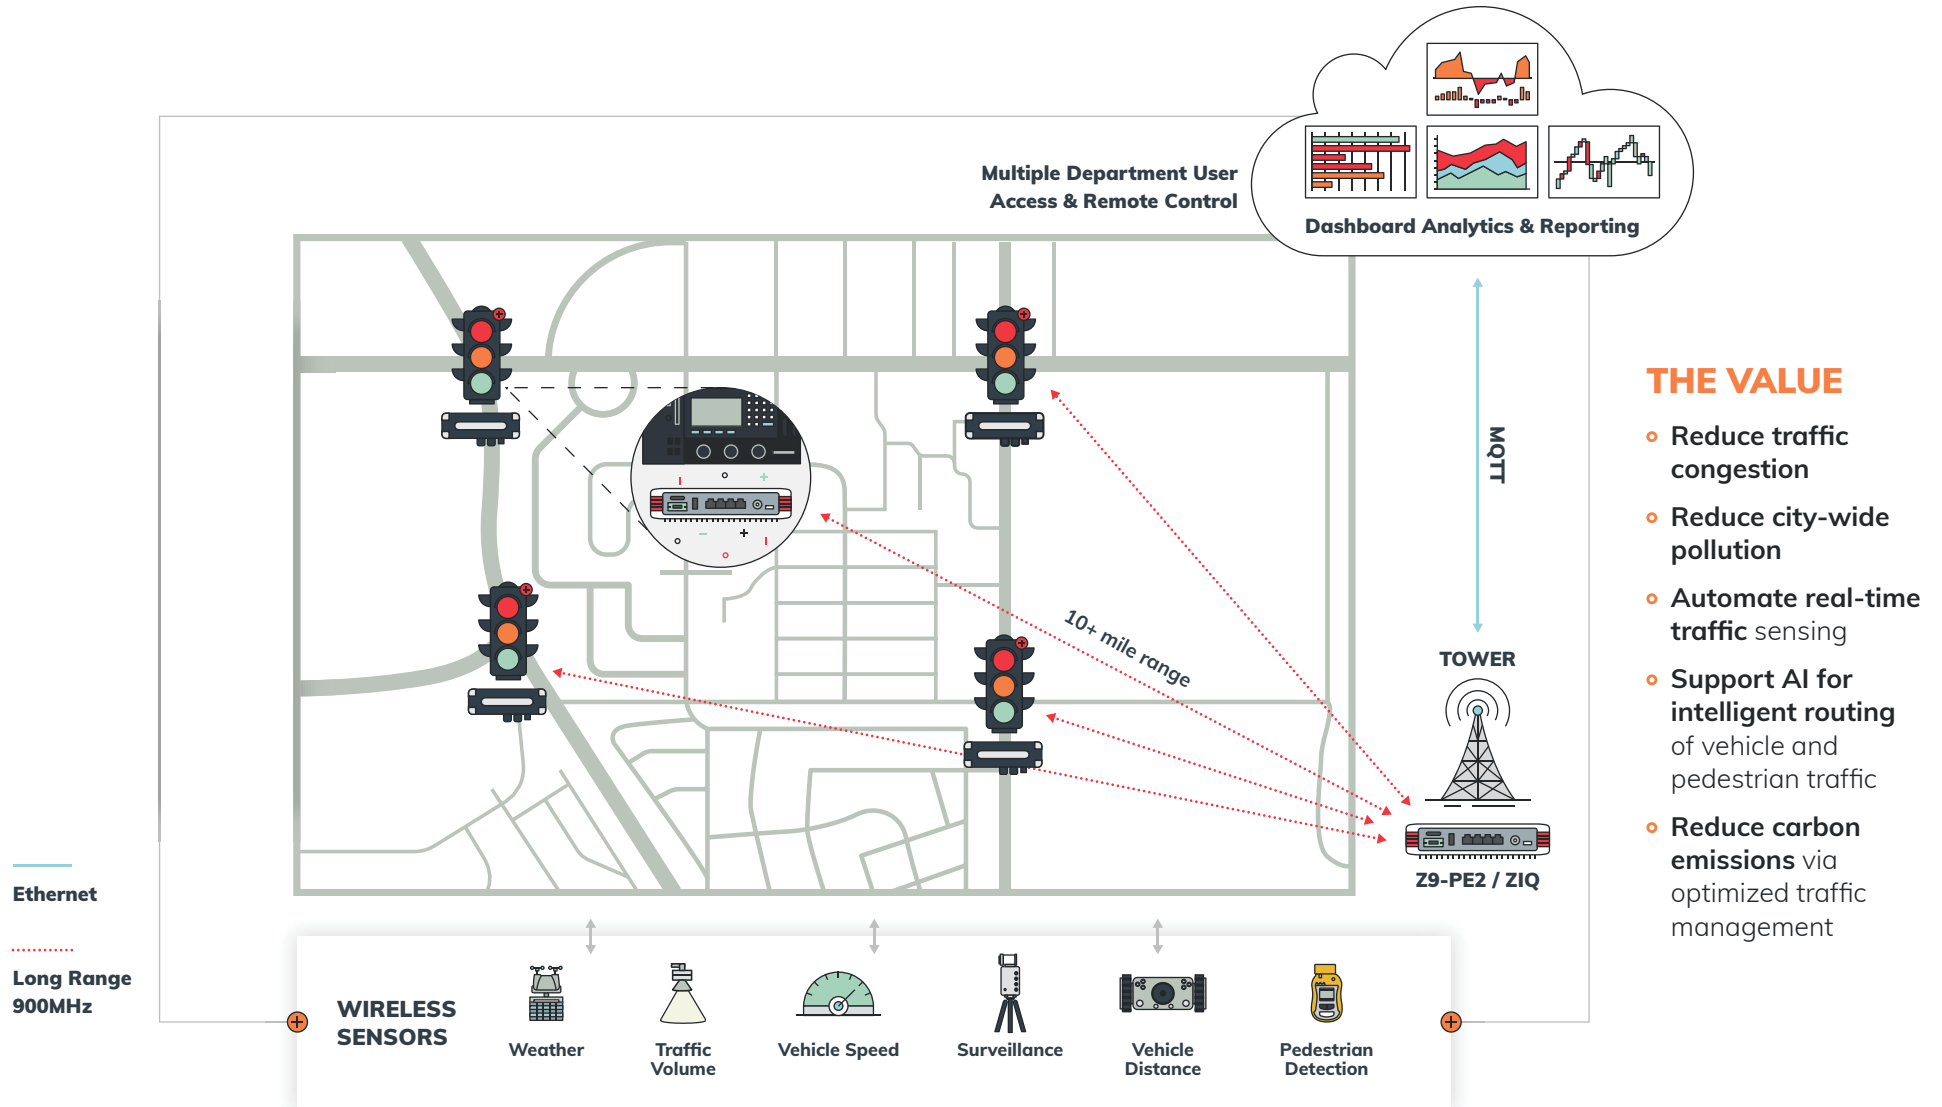 Multiple Department User
Access & Remote Control
Dashboard Analytics & Reporting
MQTT
10+ mile range
TOWER
Z9-PE2 / ZIQ
THE VALUE
Reduce traffic
congestion
Reduce city-wide
pollution
Automate real-time
traffic sensing
Support AI for
intelligent routing
of vehicle and
pedestrian traffic
Reduce carbon
emissions via
optimized traffic
management
Ethernet
Long Range
900MHz
WIRELESS
SENSORS
Weather
Traffic
Volume
Vehicle Speed
Surveillance
Vehicle
Distance
Pedestrian
Detection